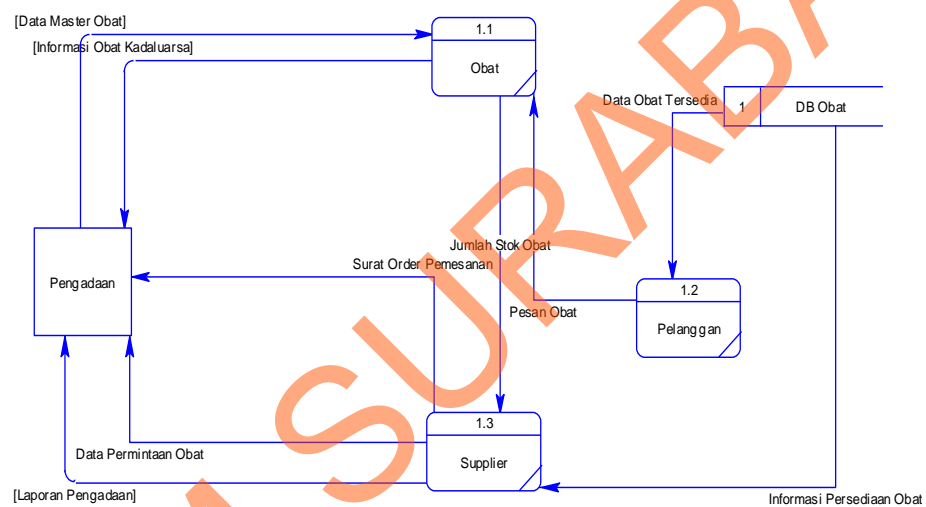 [Data Master Obat]
1.1
[Informasi Obat Kadaluarsa]
Obat
Data Obat Tersedia
1
DB Obat
Jumlah Stok Obat
Surat Order Pemesanan
Pengadaan
1.2
Pesan Obat
Pelanggan
1.3
Data Permintaan Obat
Supplier
[Laporan Pengadaan]
Informasi Persediaan Obat
SURABA